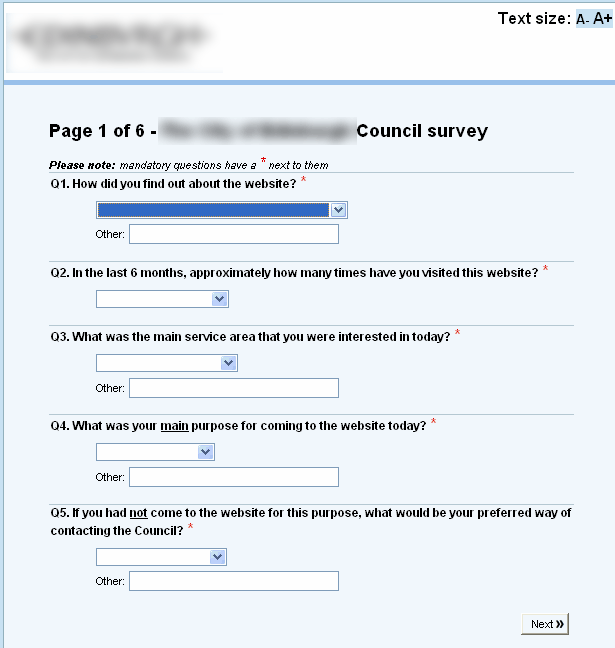 Text size: A- A+
Page 1 of 6 - Council survey
Please note: mandatory questions have a * next to them
Q1. How did you find out about the website? *
Other:
Q2. In the last 6 months, approximately how many times have you visited this website? *
Q3. What was the main service area that you were interested in today? *
Other:
Q4. What was your main purpose for coming to the website today? *
Other:
Q5. If you had not come to the website for this purpose, what would be your preferred way of
contacting the Council? *
Other:
Next »